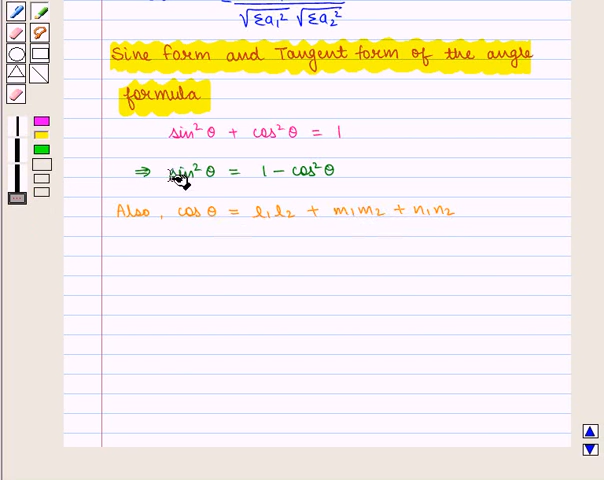 √Σa₁² √Σa₂²
Sine form and Tangent form of the angle
formula
sin²θ + cos²θ = 1
⇒ sin²θ = 1 - cos²θ
Also, cos θ = l₁l₂ + m₁m₂ + n₁n₂